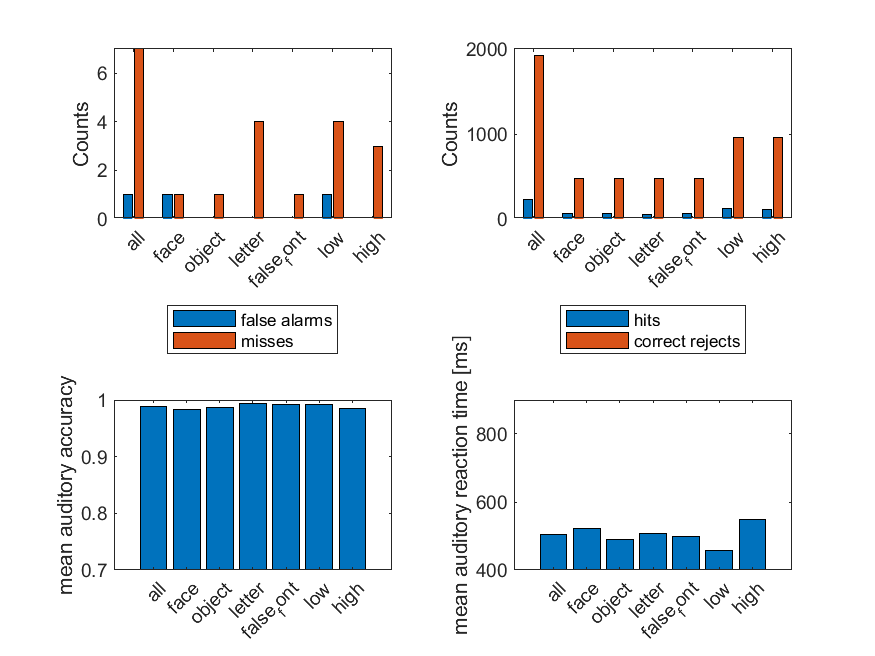 Counts
6
4
2
0
all
face
object
letter
false_font
low
high
false alarms
misses
Counts
2000
1000
0
all
face
object
letter
false_font
low
high
hits
correct rejects
mean auditory accuracy
1
0.9
0.8
0.7
all
face
object
letter
false_font
low
high
mean auditory reaction time [ms]
800
600
400
all
face
object
letter
false_font
low
high